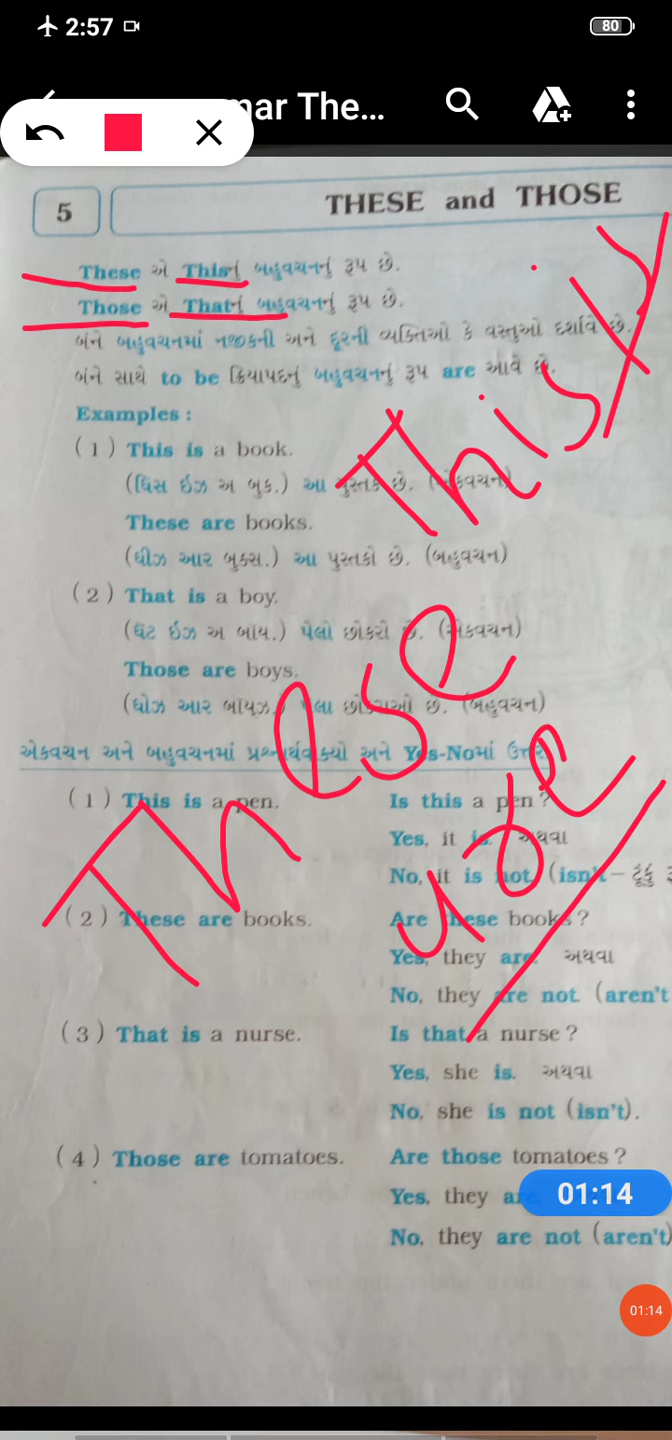 2:57
80
mar The...
5
THESE and THOSE
These એ Thisનું બહુવચનનું રૂપ છે.
Those એ Thatનું બહુવચનનું રૂપ છે.
બંને બહુવચનમાં નજીકની અને દૂરની વ્યક્તિઓ કે વસ્તુઓ દર્શાવે છે.
બંને સાથે to be ક્રિયાપદનું બહુવચનનું રૂપ are આવે છે.
Examples :
(1) This is a book.
(ધિસ ઇઝ અ બુક.) આ પુસ્તક છે. (એકવચન)
These are books.
(ધીઝ આર બુક્સ.) આ પુસ્તકો છે. (બહુવચન)
(2) That is a boy.
(ધૅટ ઇઝ અ બૉય.) પેલો છોકરો છે. (એકવચન)
Those are boys.
(ધોઝ આર બૉય્ઝ.) પેલા છોકરાઓ છે. (બહુવચન)
એકવચન અને બહુવચનમાં પ્રશ્નાર્થવાક્યો અને Yes-Noમાં ઉત્તર
(1) This is a pen. Is this a pen?
Yes, it is. અથવા
No, it is not. (isn't – ટૂંકું
(2) These are books. Are these books?
Yes, they are. અથવા
No, they are not. (aren't
(3) That is a nurse. Is that a nurse?
Yes, she is. અથવા
No, she is not (isn't).
(4) Those are tomatoes. Are those tomatoes?
Yes, they are.
No, they are not (aren't)
This
These
01:14
01:14